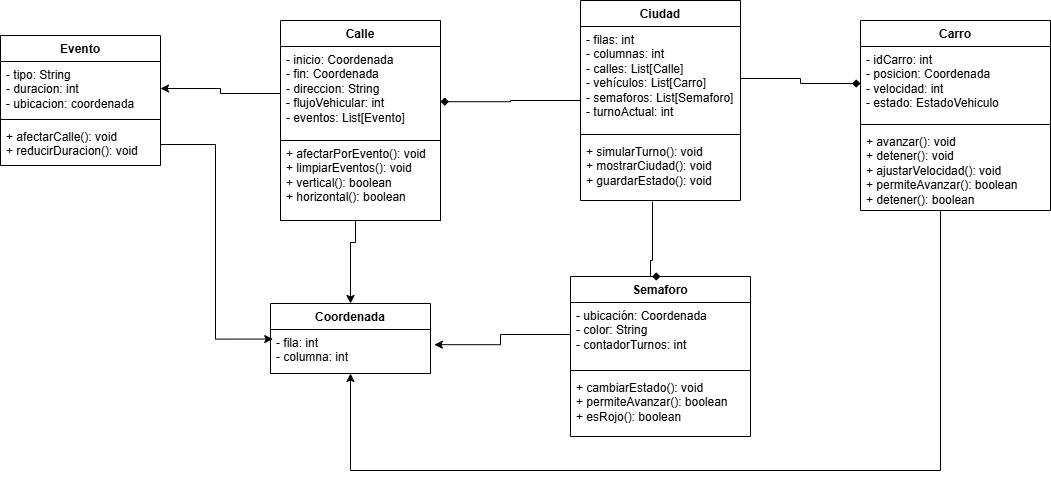 Evento
- tipo: String
- duracion: int
- ubicacion: coordenada
+ afectarCalle(): void
+ reducirDuracion(): void
Calle
- inicio: Coordenada
- fin: Coordenada
- direccion: String
- flujoVehicular: int
- eventos: List[Evento]
+ afectarPorEvento(): void
+ limpiarEventos(): void
+ vertical(): boolean
+ horizontal(): boolean
Ciudad
- filas: int
- columnas: int
- calles: List[Calle]
- vehículos: List[Carro]
- semaforos: List[Semaforo]
- turnoActual: int
+ simularTurno(): void
+ mostrarCiudad(): void
+ guardarEstado(): void
Carro
- idCarro: int
- posicion: Coordenada
- velocidad: int
- estado: EstadoVehiculo
+ avanzar(): void
+ detener(): void
+ ajustarVelocidad(): void
+ permiteAvanzar(): boolean
+ detener(): boolean
Coordenada
- fila: int
- columna: int
Semaforo
- ubicación: Coordenada
- color: String
- contadorTurnos: int
+ cambiarEstado(): void
+ permiteAvanzar(): boolean
+ esRojo(): boolean